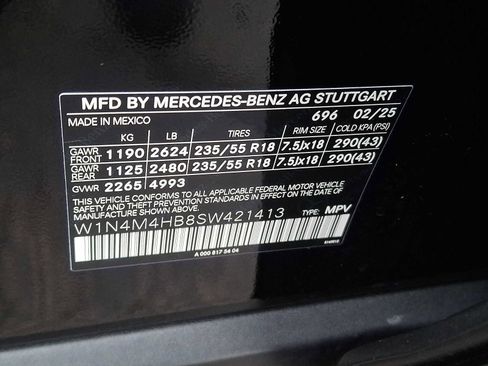 MFD BY MERCEDES-BENZ AG STUTTGART
MADE IN MEXICO 696 02/25
KG LB TIRES RIM SIZE COLD KPA(PSI)
GAWR FRONT 1190 2624 235/55 R18 7.5Jx18 290(43)
GAWR REAR 1125 2480 235/55 R18 7.5Jx18 290(43)
GVWR 2265 4993
THIS VEHICLE CONFORMS TO ALL APPLICABLE FEDERAL MOTOR VEHICLE
SAFETY AND THEFT PREVENTION STANDARDS IN EFFECT ON THE DATE OF
MANUFACTURE SHOWN ABOVE.
W1N4M4HB8SW421413 TYPE: MPV
A 000 817 54 04